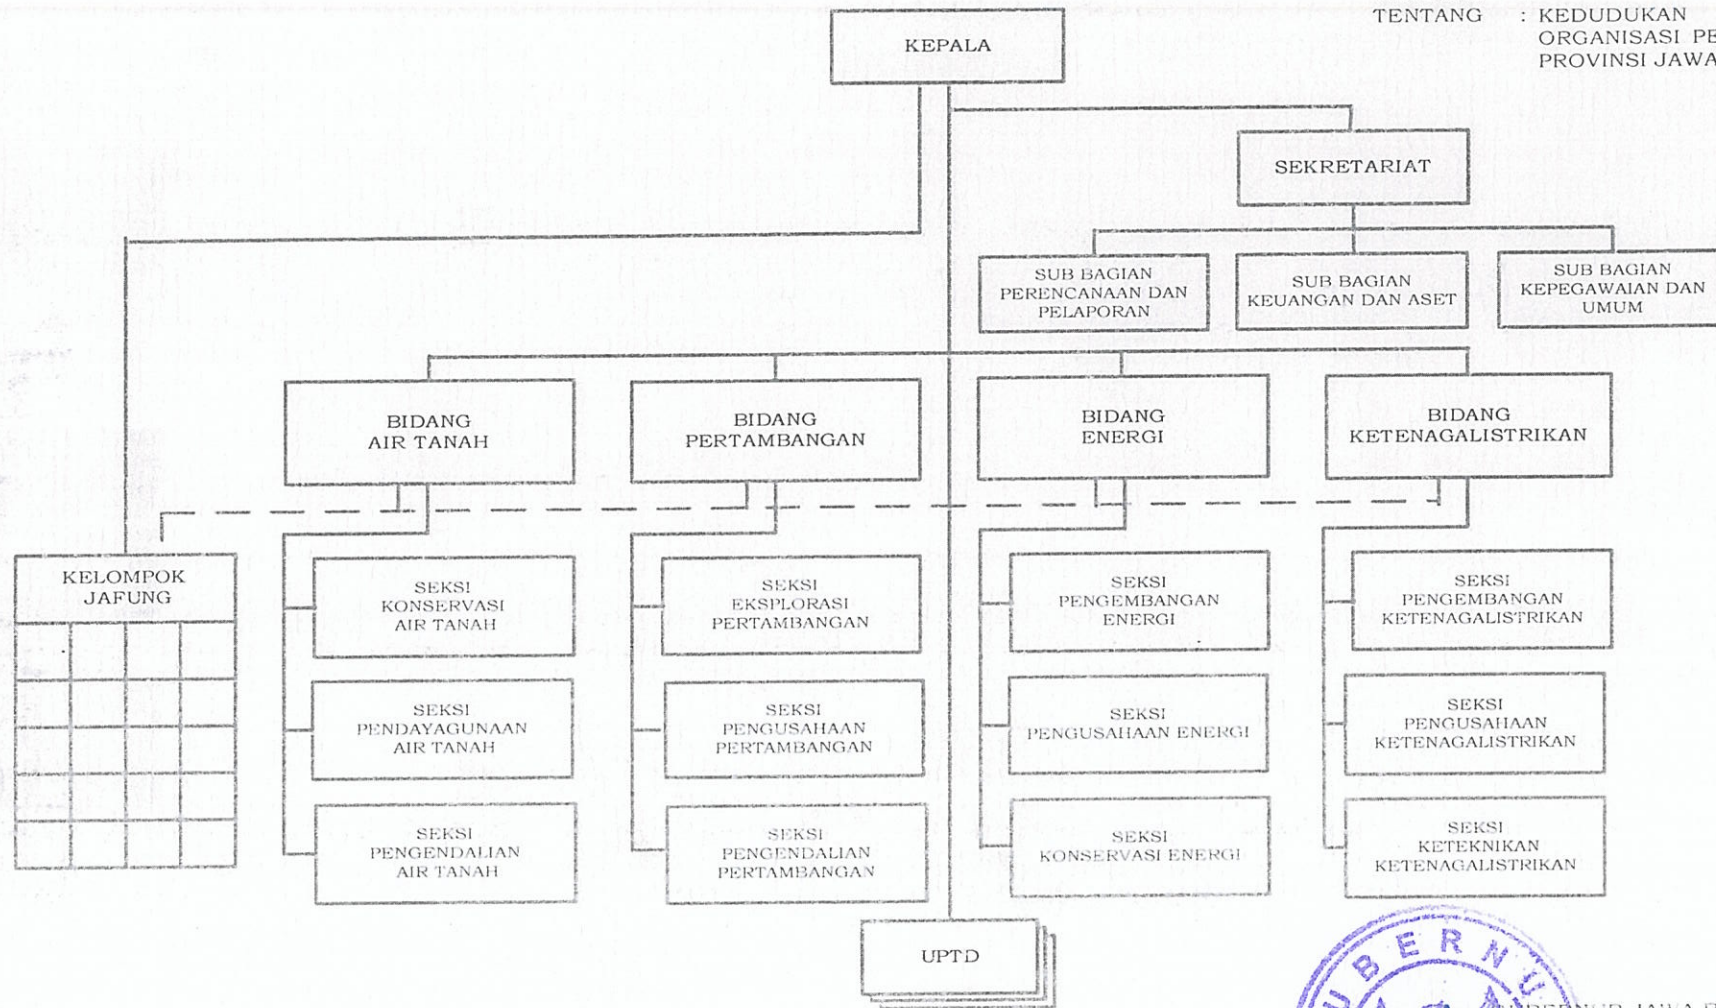 TENTANG : KEDUDUKAN
ORGANISASI
PROVINSI JAWA
KEPALA
SEKRETARIAT
SUB BAGIAN
PERENCANAAN DAN
PELAPORAN
SUB BAGIAN
KEUANGAN DAN ASET
SUB BAGIAN
KEPEGAWAIAN DAN
UMUM
BIDANG
AIR TANAH
BIDANG
PERTAMBANGAN
BIDANG
ENERGI
BIDANG
KETENAGALISTRIKAN
KELOMPOK
JAFUNG
SEKSI
KONSERVASI
AIR TANAH
SEKSI
EKSPLORASI
PERTAMBANGAN
SEKSI
PENGEMBANGAN
ENERGI
SEKSI
PENGEMBANGAN
KETENAGALISTRIKAN
SEKSI
PENDAYAGUNAAN
AIR TANAH
SEKSI
PENGUSAHAAN
PERTAMBANGAN
SEKSI
PENGUSAHAAN ENERGI
SEKSI
PENGUSAHAAN
KETENAGALISTRIKAN
SEKSI
PENGENDALIAN
AIR TANAH
SEKSI
PENGENDALIAN
PERTAMBANGAN
SEKSI
KONSERVASI ENERGI
SEKSI
KETEKNIKAN
KETENAGALISTRIKAN
UPTD